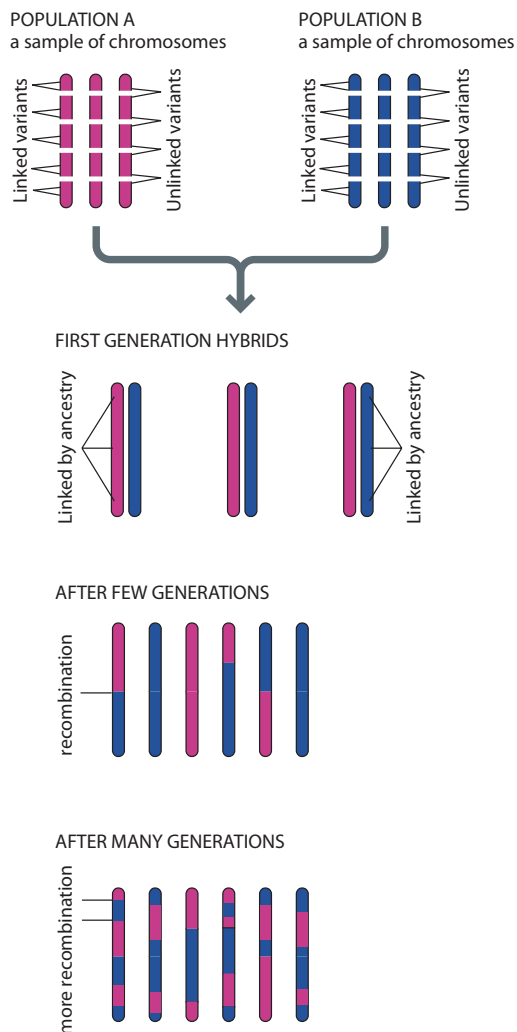 POPULATION A
a sample of chromosomes
POPULATION B
a sample of chromosomes
Linked variants
Unlinked variants
Linked variants
Unlinked variants
FIRST GENERATION HYBRIDS
Linked by ancestry
Linked by ancestry
AFTER FEW GENERATIONS
recombination
AFTER MANY GENERATIONS
more recombination